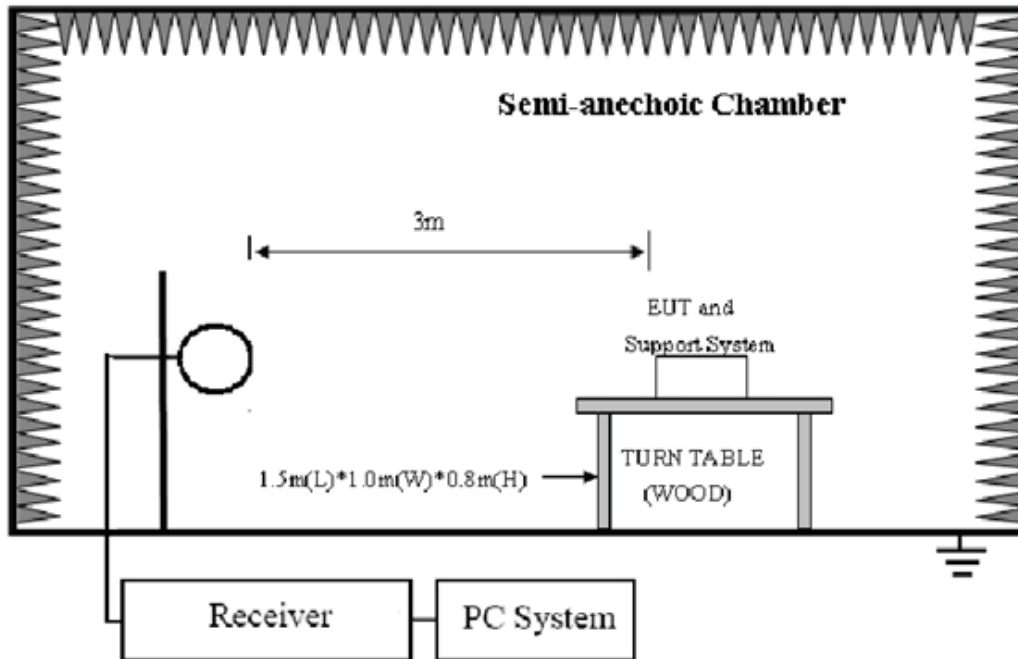 Semi-anechoic Chamber
3m
EUT and
Support System
1.5m(L)*1.0m(W)*0.8m(H)
TURN TABLE
(WOOD)
Receiver
PC System